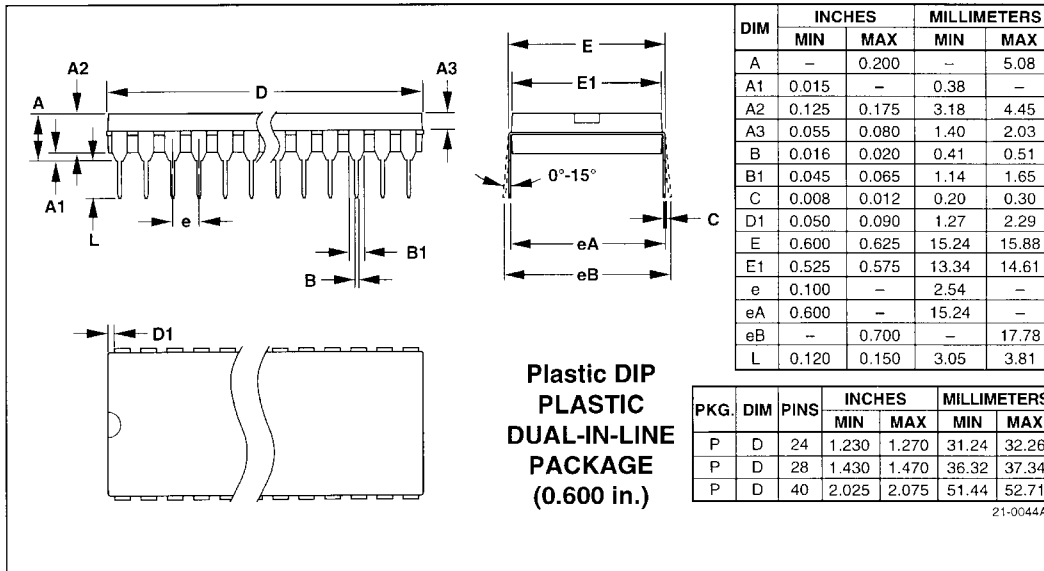 A2
A
D
A3
A1
L
e
B1
B
E
E1
0°-15°
C
eA
eB
D1
Plastic DIP
PLASTIC
DUAL-IN-LINE
PACKAGE
(0.600 in.)
DIM INCHES MILLIMETERS
MIN MAX MIN MAX
A – 0.200 – 5.08
A1 0.015 – 0.38 –
A2 0.125 0.175 3.18 4.45
A3 0.055 0.080 1.40 2.03
B 0.016 0.020 0.41 0.51
B1 0.045 0.065 1.14 1.65
C 0.008 0.012 0.20 0.30
D1 0.050 0.090 1.27 2.29
E 0.600 0.625 15.24 15.88
E1 0.525 0.575 13.34 14.61
e 0.100 – 2.54 –
eA 0.600 – 15.24 –
eB – 0.700 – 17.78
L 0.120 0.150 3.05 3.81
PKG. DIM PINS INCHES MILLIMETERS
MIN MAX MIN MAX
P D 24 1.230 1.270 31.24 32.26
P D 28 1.430 1.470 36.32 37.34
P D 40 2.025 2.075 51.44 52.71
21-0044A